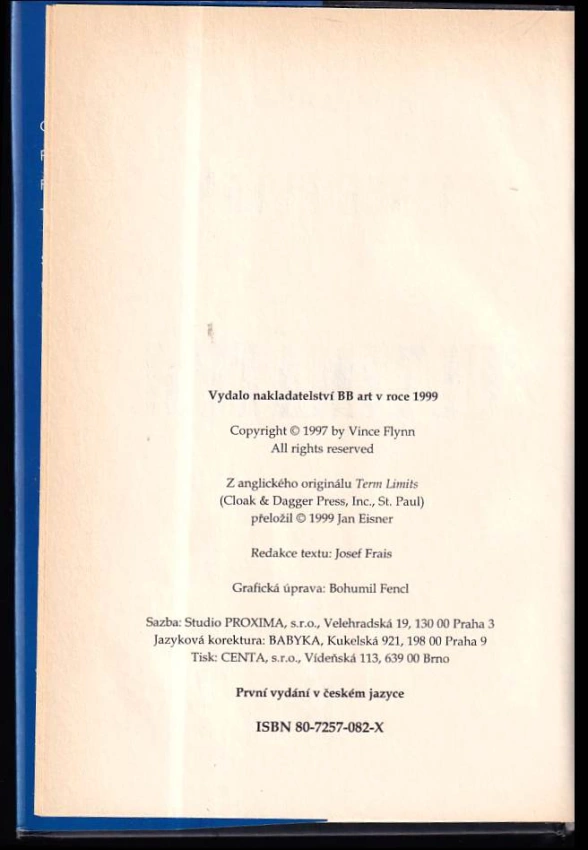 Vydalo nakladatelství BB art v roce 1999
Copyright © 1997 by Vince Flynn
All rights reserved
Z anglického originálu Term Limits
(Cloak & Dagger Press, Inc., St. Paul)
přeložil © 1999 Jan Eisner
Redakce textu: Josef Frais
Grafická úprava: Bohumil Fencl
Sazba: Studio PROXIMA, s.r.o., Velehradská 19, 130 00 Praha 3
Jazyková korektura: BABYKA, Kukelská 921, 198 00 Praha 9
Tisk: CENTA, s.r.o., Vídeňská 113, 639 00 Brno
První vydání v českém jazyce
ISBN 80-7257-082-X